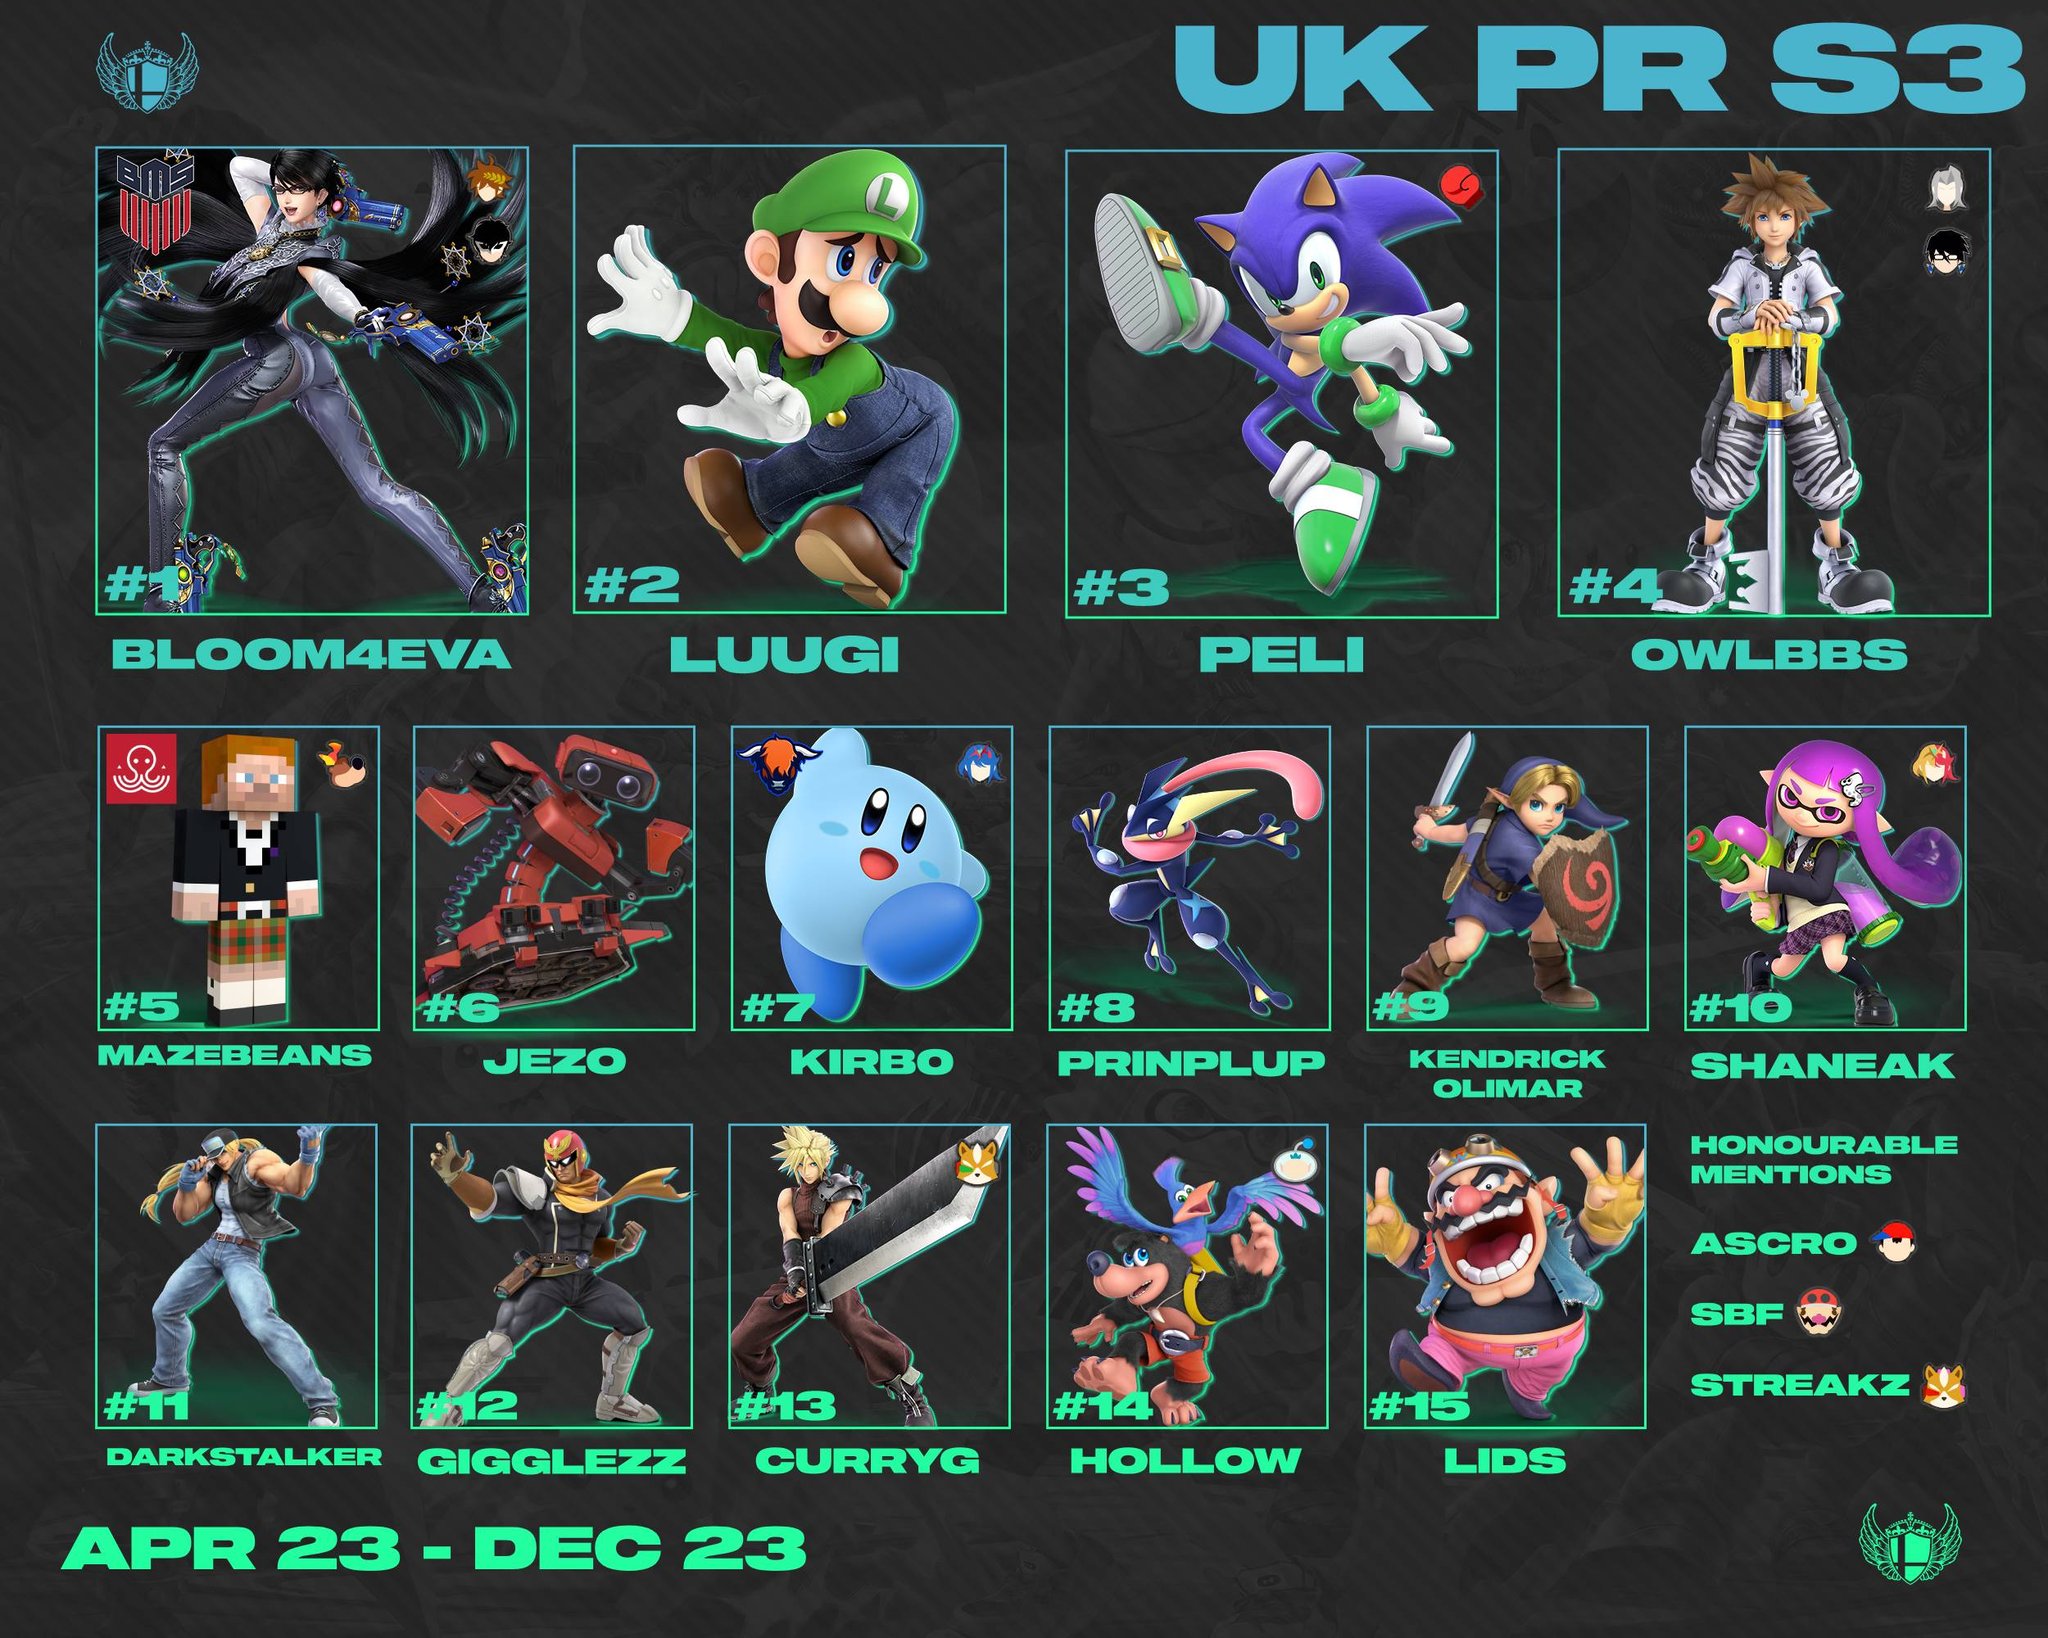 UK PR S3
BMS
L
#1
#2
#3
#4
BLOOM4EVA
LUUGI
PELI
OWLBBS
#5
#6
#7
#8
#9
#10
MAZEBEANS
JEZO
KIRBO
PRINPLUP
KENDRICK
OLIMAR
SHANEAK
#11
#12
#13
#14
#15
DARKSTALKER
GIGGLEZZ
CURRYG
HOLLOW
LIDS
HONOURABLE
MENTIONS
ASCRO
SBF
STREAKZ
APR 23 - DEC 23